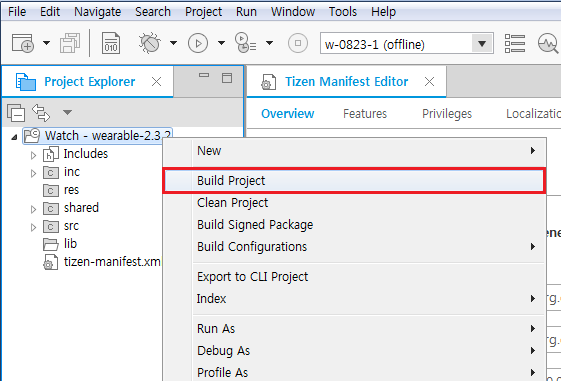 File Edit Navigate Search Project Run Window Tools Help
w-0823-1 (offline)
Project Explorer
Tizen Manifest Editor
Overview Features Privileges Localizatio
Watch - wearable-2.3.2
Includes
inc
res
shared
src
lib
tizen-manifest.xm
New
Build Project
Clean Project
Build Signed Package
Build Configurations
Export to CLI Project
Index
Run As
Debug As
Profile As